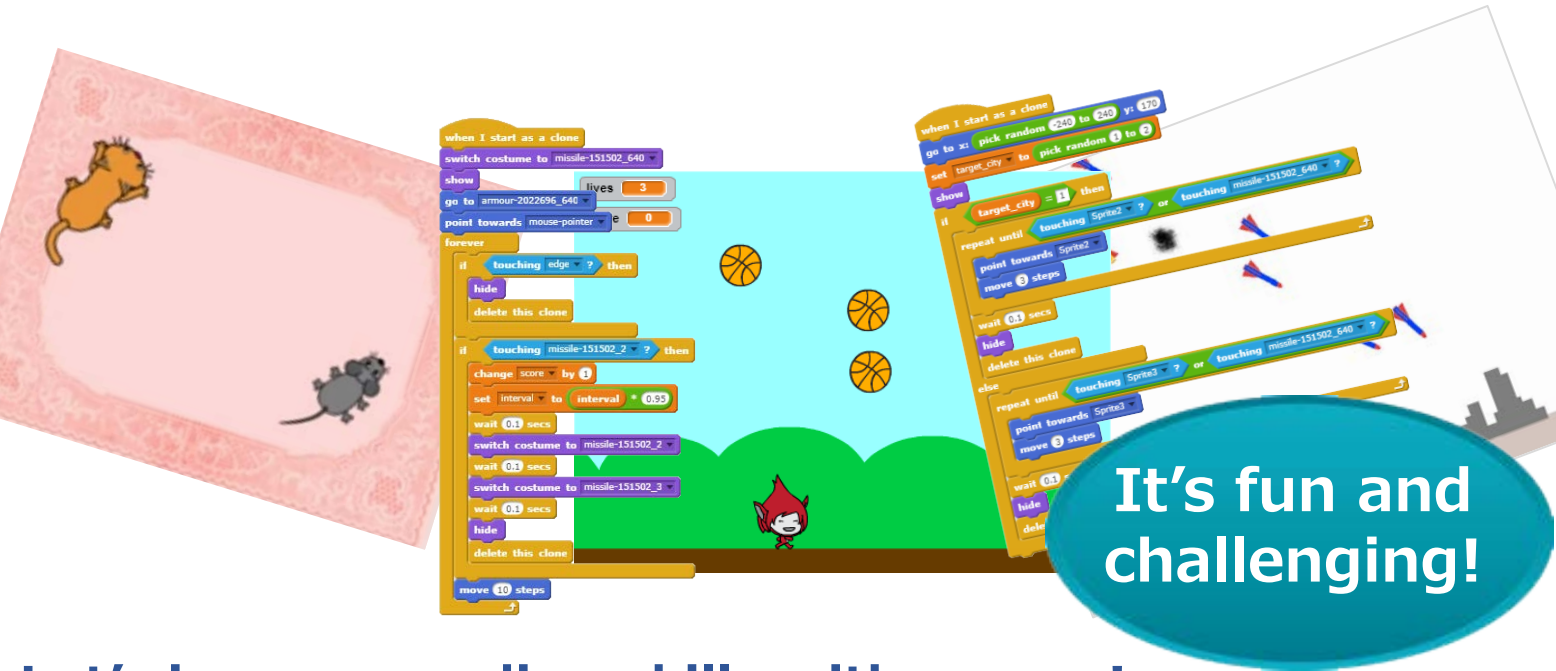 when I start as a clone
switch costume to missile-151502_640
show
go to armour-2022696_640
point towards mouse-pointer
forever
if touching edge ? then
hide
delete this clone
if touching missile-151502_2 ? then
change score by 1
set interval to interval * 0.95
wait 0.1 secs
switch costume to missile-151502_2
wait 0.1 secs
switch costume to missile-151502_3
wait 0.1 secs
hide
delete this clone
move 10 steps
lives 3
0
when I start as a clone
go to x: pick random -240 to 240 y: 170
set target_city to pick random 1 to 2
show
if target_city = 1 then
repeat until touching Sprite2 ? or touching missile-151502_640 ?
point towards Sprite2
move 3 steps
wait 0.1 secs
hide
delete this clone
else
repeat until touching Sprite3 ? or touching missile-151502_640 ?
point towards Sprite3
move 3 steps
wait 0.1
hide
It's fun and
challenging!